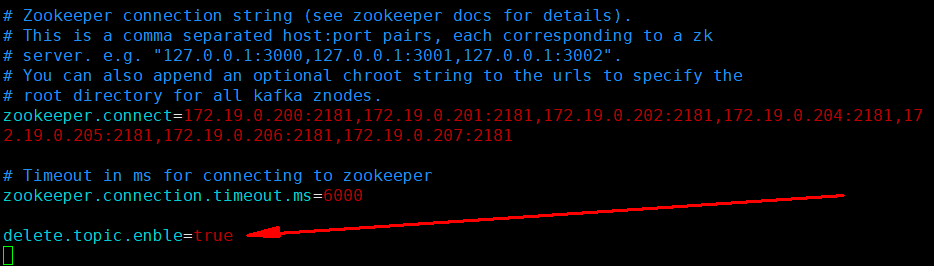 # Zookeeper connection string (see zookeeper docs for details).
# This is a comma separated host:port pairs, each corresponding to a zk
# server. e.g. "127.0.0.1:3000,127.0.0.1:3001,127.0.0.1:3002".
# You can also append an optional chroot string to the urls to specify the
# root directory for all kafka znodes.
zookeeper.connect=172.19.0.200:2181,172.19.0.201:2181,172.19.0.202:2181,172.19.0.204:2181,17
2.19.0.205:2181,172.19.0.206:2181,172.19.0.207:2181
# Timeout in ms for connecting to zookeeper
zookeeper.connection.timeout.ms=6000
delete.topic.enble=true